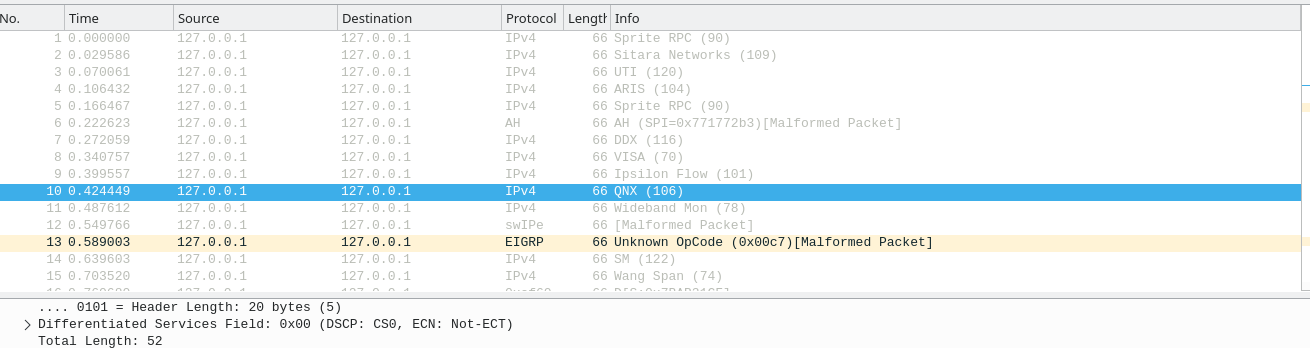 No. Time Source Destination Protocol Length Info
1 0.000000 127.0.0.1 127.0.0.1 IPv4 66 Sprite RPC (90)
2 0.029586 127.0.0.1 127.0.0.1 IPv4 66 Sitara Networks (109)
3 0.070061 127.0.0.1 127.0.0.1 IPv4 66 UTI (120)
4 0.106432 127.0.0.1 127.0.0.1 IPv4 66 ARIS (104)
5 0.166467 127.0.0.1 127.0.0.1 IPv4 66 Sprite RPC (90)
6 0.222623 127.0.0.1 127.0.0.1 AH 66 AH (SPI=0x771772b3)[Malformed Packet]
7 0.272059 127.0.0.1 127.0.0.1 IPv4 66 DDX (116)
8 0.340757 127.0.0.1 127.0.0.1 IPv4 66 VISA (70)
9 0.399557 127.0.0.1 127.0.0.1 IPv4 66 Ipsilon Flow (101)
10 0.424449 127.0.0.1 127.0.0.1 IPv4 66 QNX (106)
11 0.487612 127.0.0.1 127.0.0.1 IPv4 66 Wideband Mon (78)
12 0.549766 127.0.0.1 127.0.0.1 swIPe 66 [Malformed Packet]
13 0.589003 127.0.0.1 127.0.0.1 EIGRP 66 Unknown OpCode (0x00c7)[Malformed Packet]
14 0.639603 127.0.0.1 127.0.0.1 IPv4 66 SM (122)
15 0.703520 127.0.0.1 127.0.0.1 IPv4 66 Wang Span (74)
.... 0101 = Header Length: 20 bytes (5)
Differentiated Services Field: 0x00 (DSCP: CS0, ECN: Not-ECT)
Total Length: 52